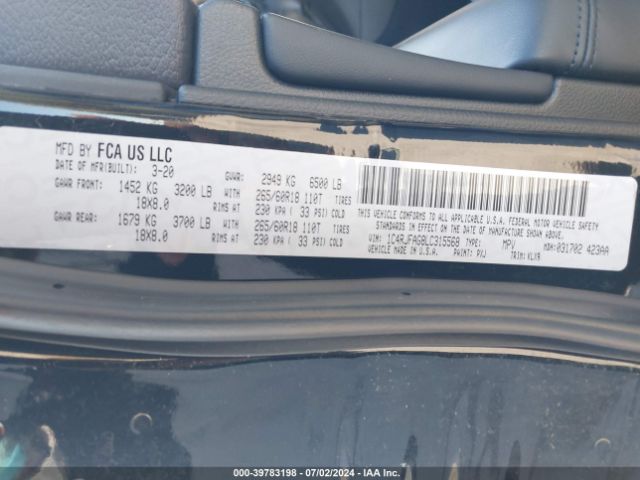 MFD BY FCA US LLC
DATE OF MFR(BUILT): 3-20 GVWR: 2949 KG 6500 LB
GAWR FRONT: 1452 KG 3200 LB WITH 265/60R18 110T TIRES
18X8.0 RIMS AT 230 KPA ( 33 PSI) COLD
GAWR REAR: 1679 KG 3700 LB WITH 265/60R18 110T TIRES
18X8.0 RIMS AT 230 KPA ( 33 PSI) COLD
THIS VEHICLE CONFORMS TO ALL APPLICABLE U.S.A. FEDERAL MOTOR VEHICLE SAFETY
STANDARDS IN EFFECT ON THE DATE OF MANUFACTURE SHOWN ABOVE.
VIN: 1C4RJFAG8LC315568 TYPE: MPV MDH: 031702 423AA
VEHICLE MADE IN U.S.A. PAINT: PXJ TRIM: KLX9
000-39783198 - 07/02/2024 - IAA Inc.